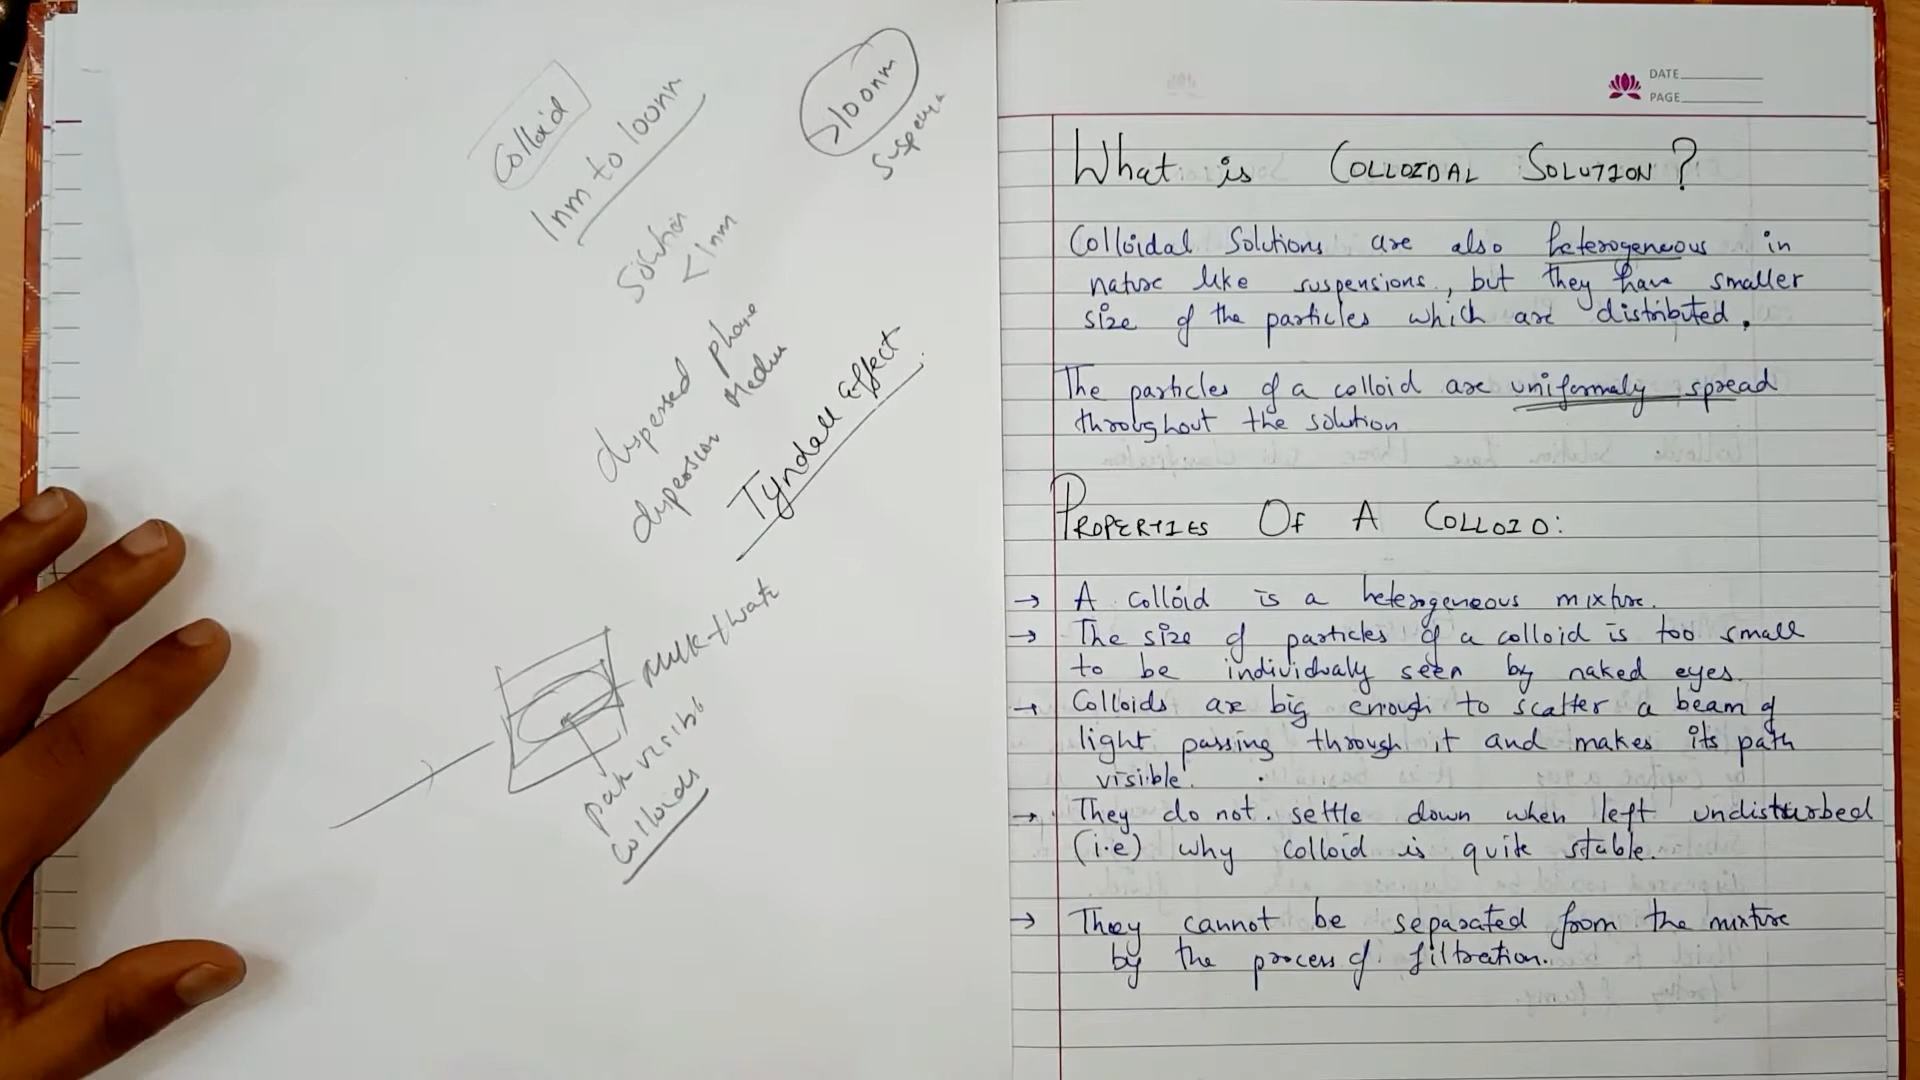 Colloid
1nm to 100nm
>100nm
Solution
<1nm
dispersed phase
Tyndall effect
path visible
Colloids
DATE
PAGE
What is COLLOIDAL SOLUTION?
Colloidal Solutions are also heterogeneous in
nature like suspensions, but they have smaller
size of the particles which are distributed.
The particles of a colloid are uniformaly spread
throughout the solution
PROPERTIES OF A COLLOID:
→ A colloid is a heterogeneous mixture.
→ The size of particles of a colloid is too small
to be individualy seen by naked eyes.
→ Colloids are big enough to scatter a beam of
light passing through it and makes its path
visible.
→ They do not settle down when left undisturbed
(i.e) why colloid is quite stable.
→ They cannot be separated from the mixture
by the process of filtration.